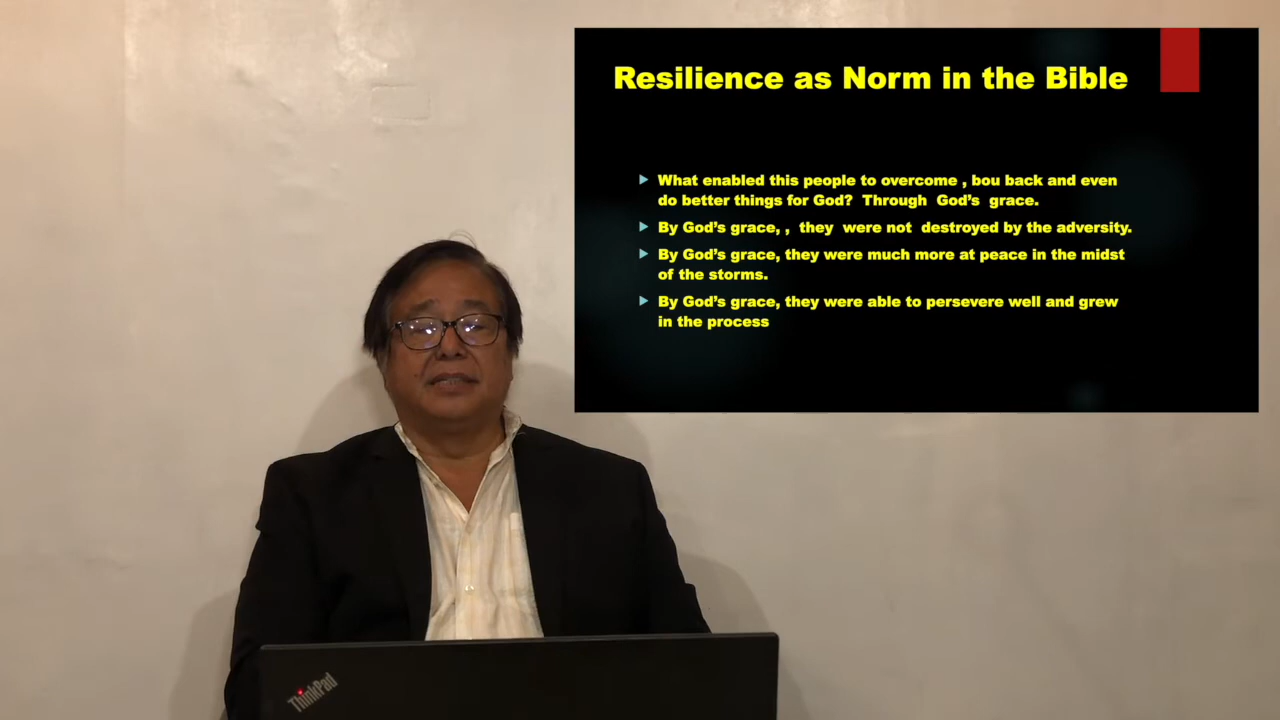 Resilience as Norm in the Bible
What enabled this people to overcome , bou back and even
do better things for God?  Through  God's  grace.
By God's grace, ,  they  were not  destroyed by the adversity.
By God's grace, they were much more at peace in the midst
of the storms.
By God's grace, they were able to persevere well and grew
in the process
ThinkPad